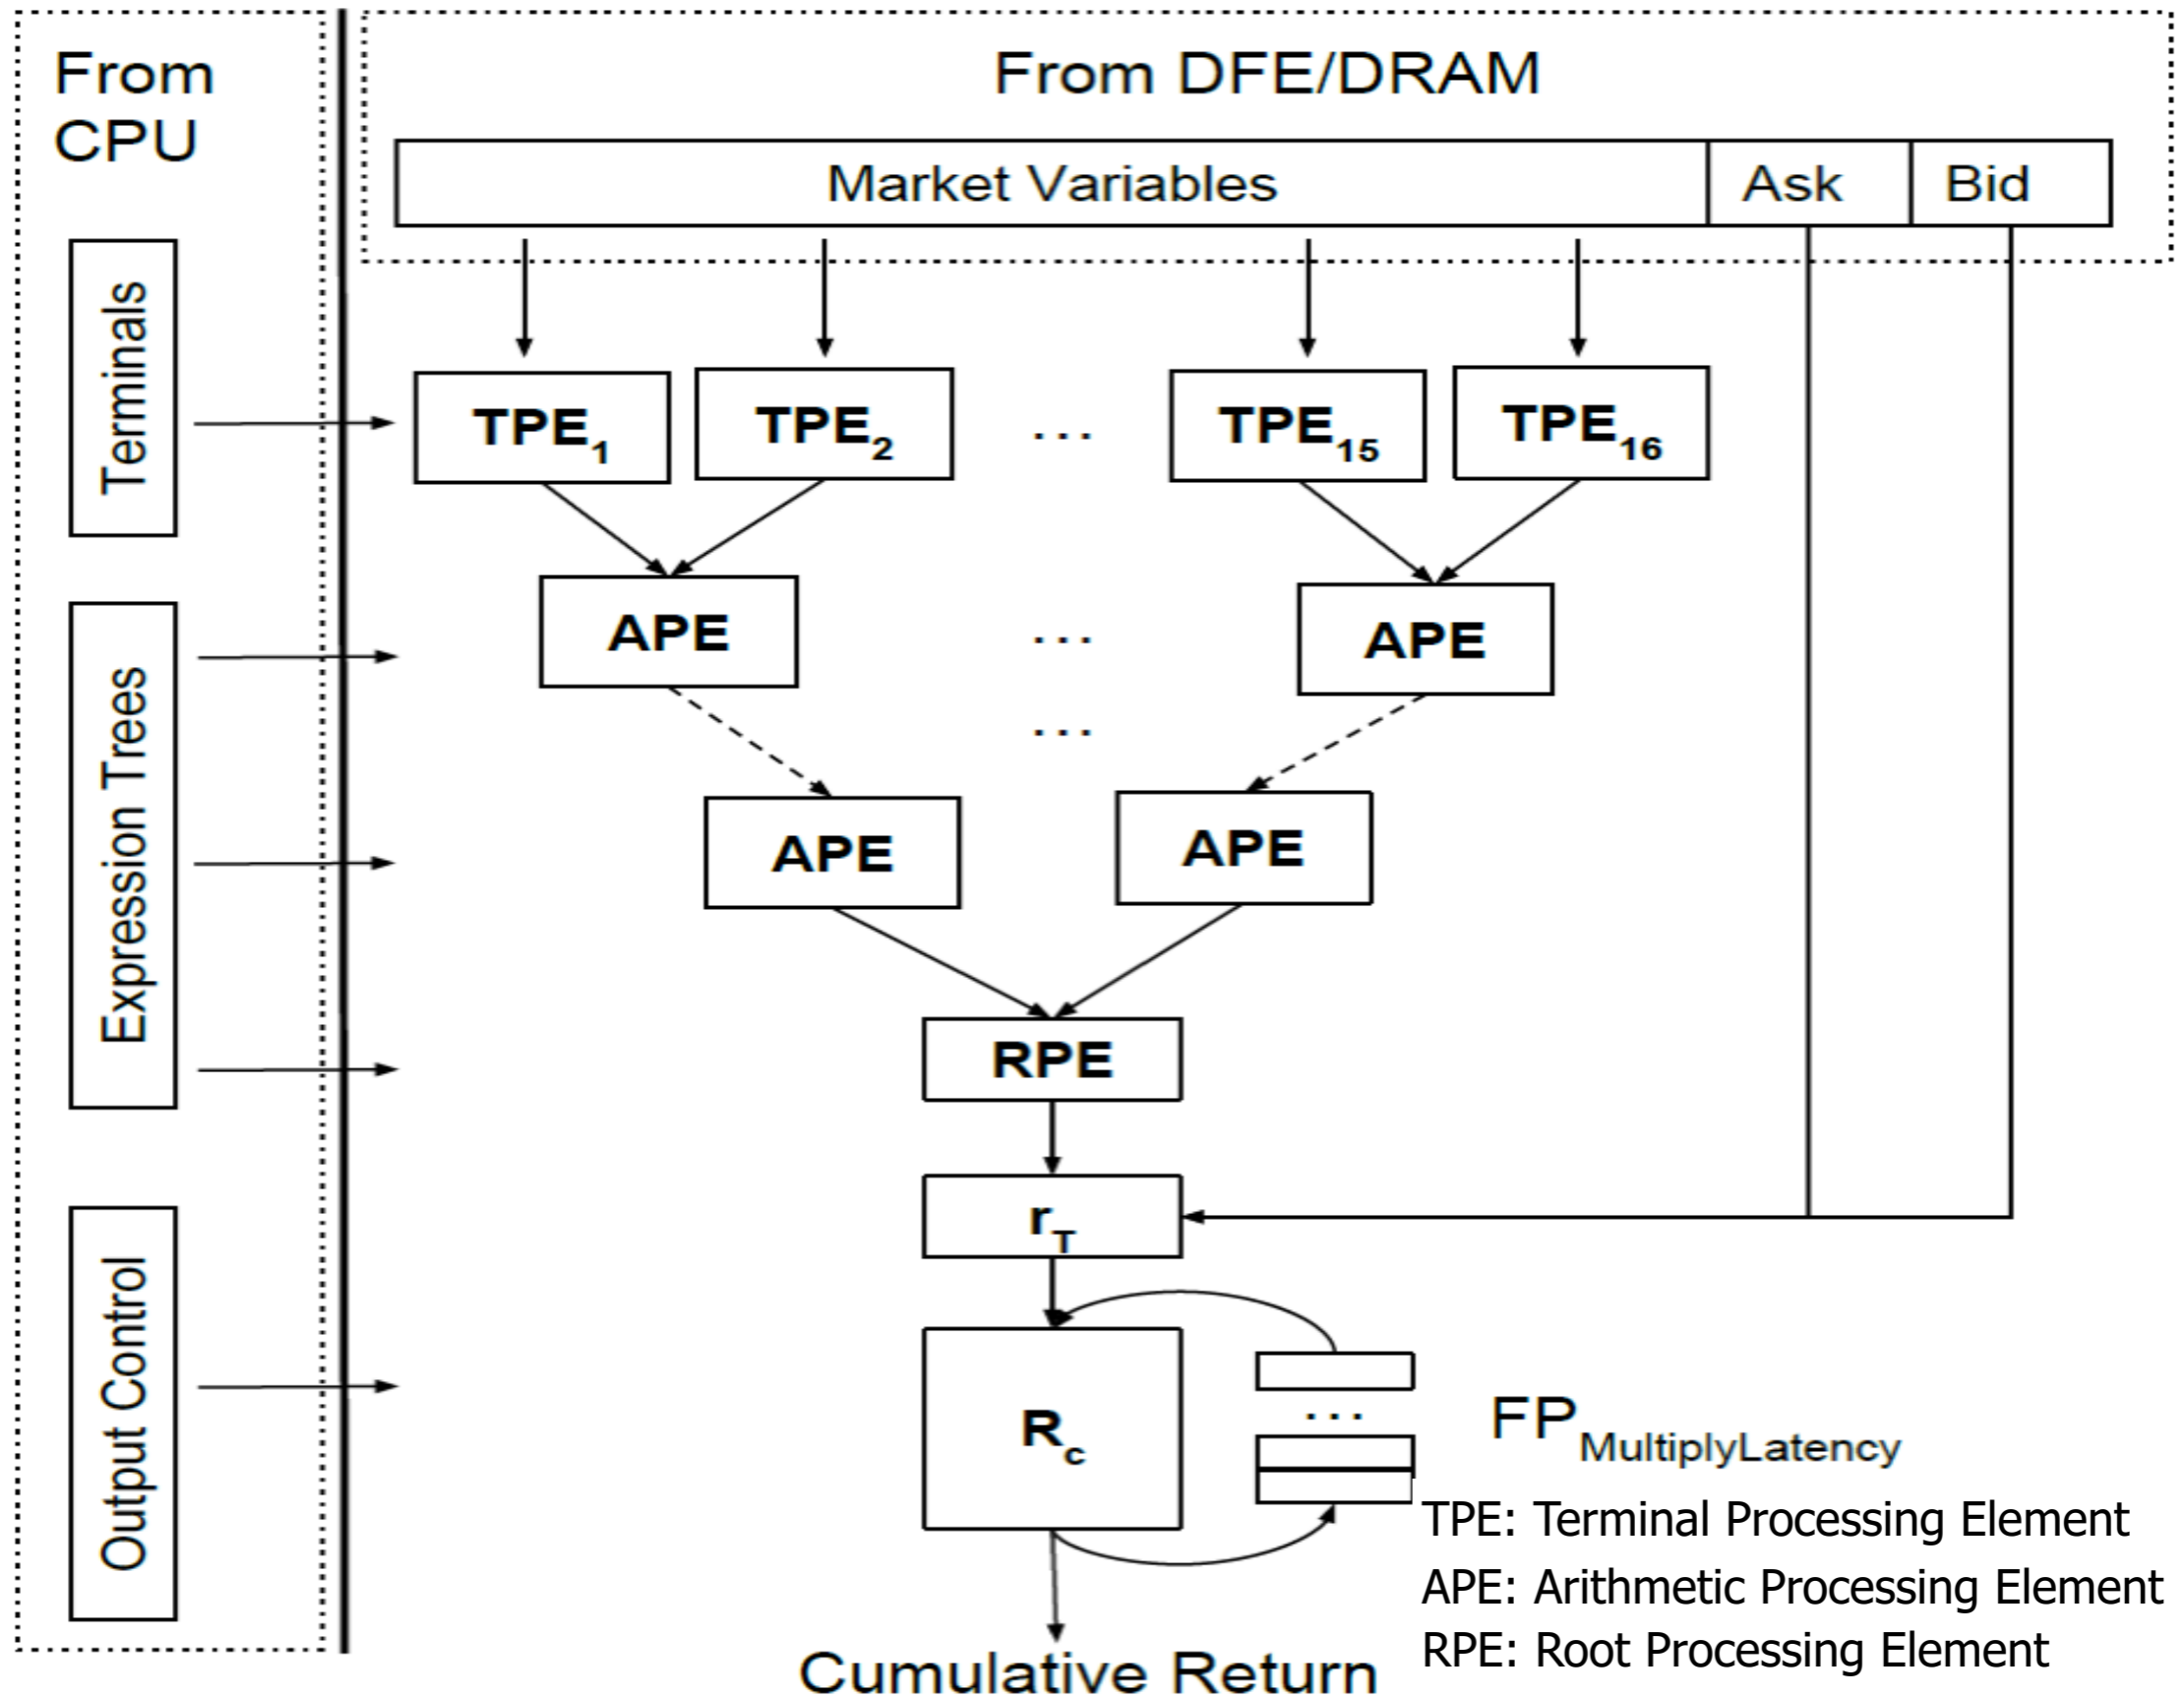 From
CPU
From DFE/DRAM
Market Variables
Ask
Bid
Terminals
TPE1
TPE2
...
TPE15
TPE16
Expression Trees
APE
...
APE
...
APE
APE
RPE
Output Control
rT
Rc
...
FPMultiplyLatency
TPE: Terminal Processing Element
APE: Arithmetic Processing Element
RPE: Root Processing Element
Cumulative Return